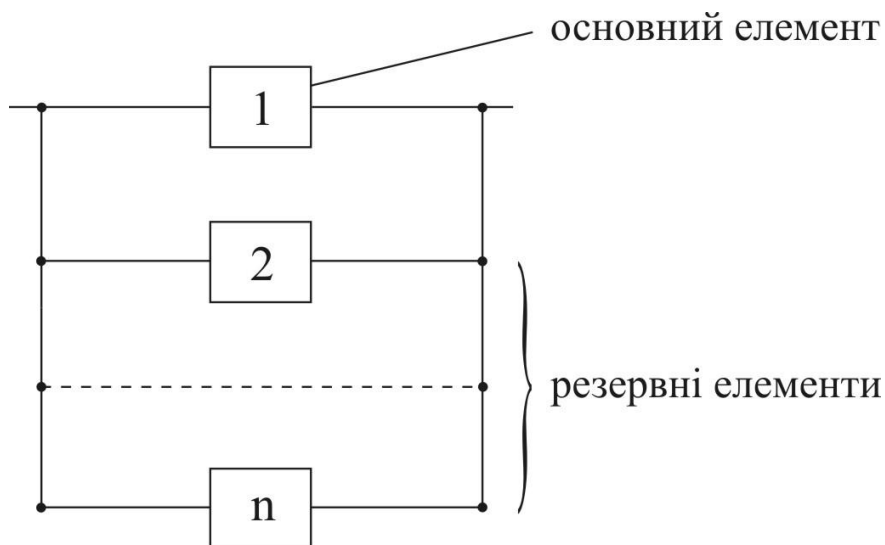 основний елемент
1
2
резервні елементи
n